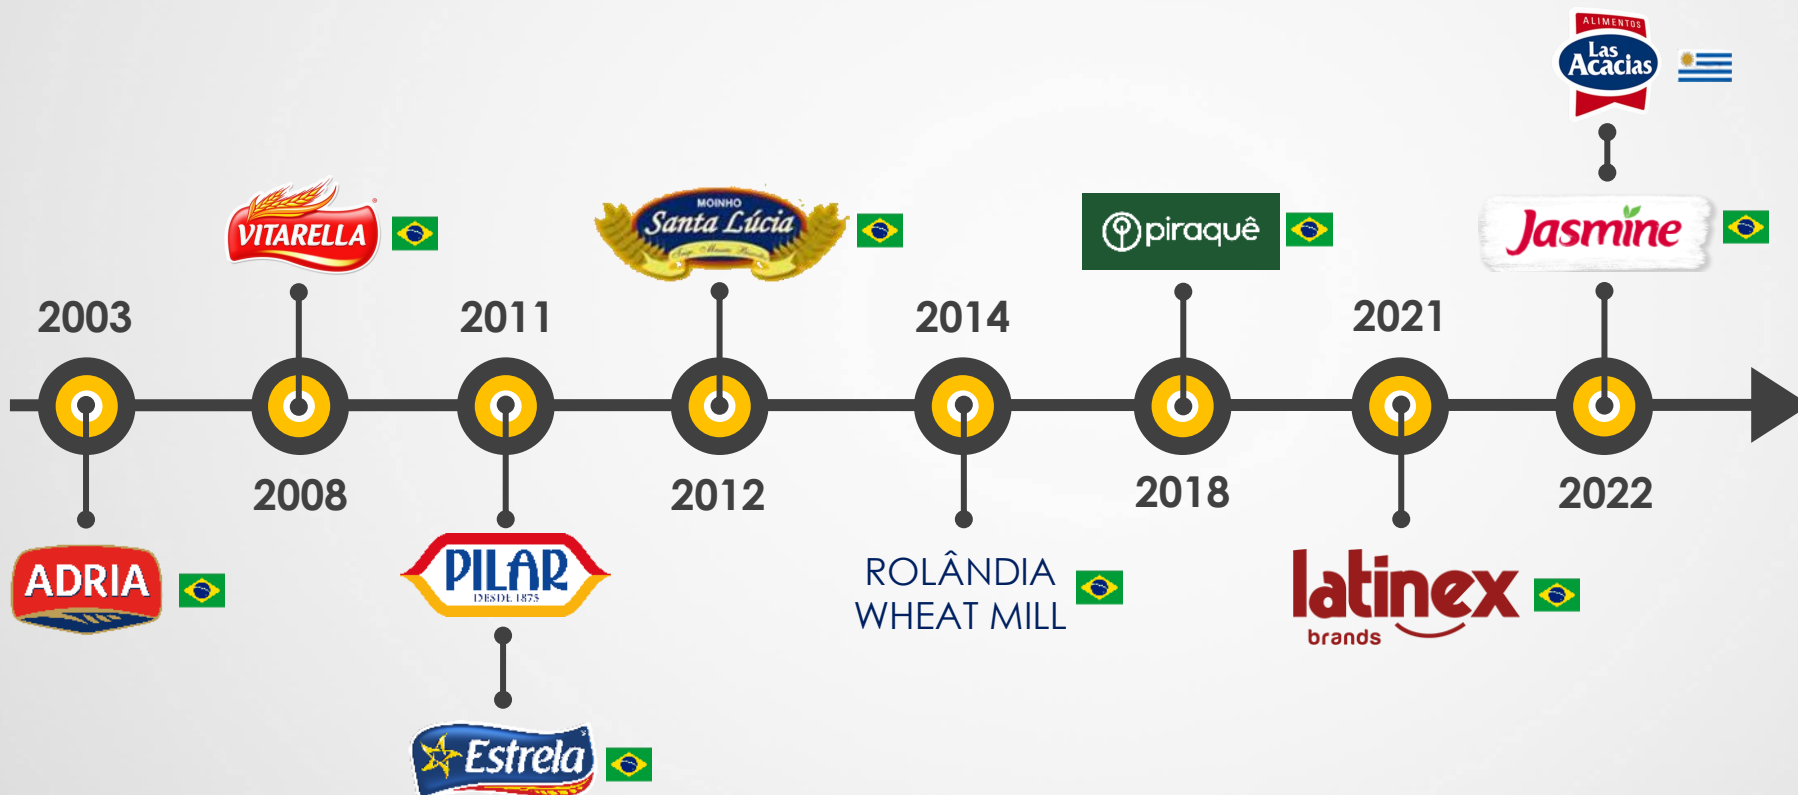 ALIMENTOS
Las
Acacias
VITARELLA
MOINHO
Santa Lúcia
piraquê
Jasmine
2003
2011
2014
2021
2008
2012
2018
2022
ADRIA
PILAR
DESDE 1875
ROLÂNDIA
WHEAT MILL
latinex
brands
Estrela